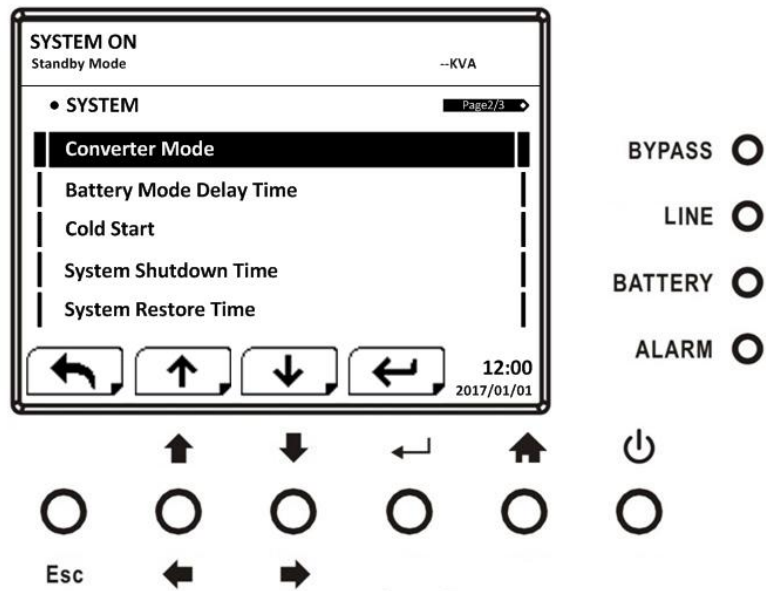 SYSTEM ON
Standby Mode --KVA
• SYSTEM Page2/3
Converter Mode
Battery Mode Delay Time
Cold Start
System Shutdown Time
System Restore Time
12:00
2017/01/01
BYPASS
LINE
BATTERY
ALARM
Esc